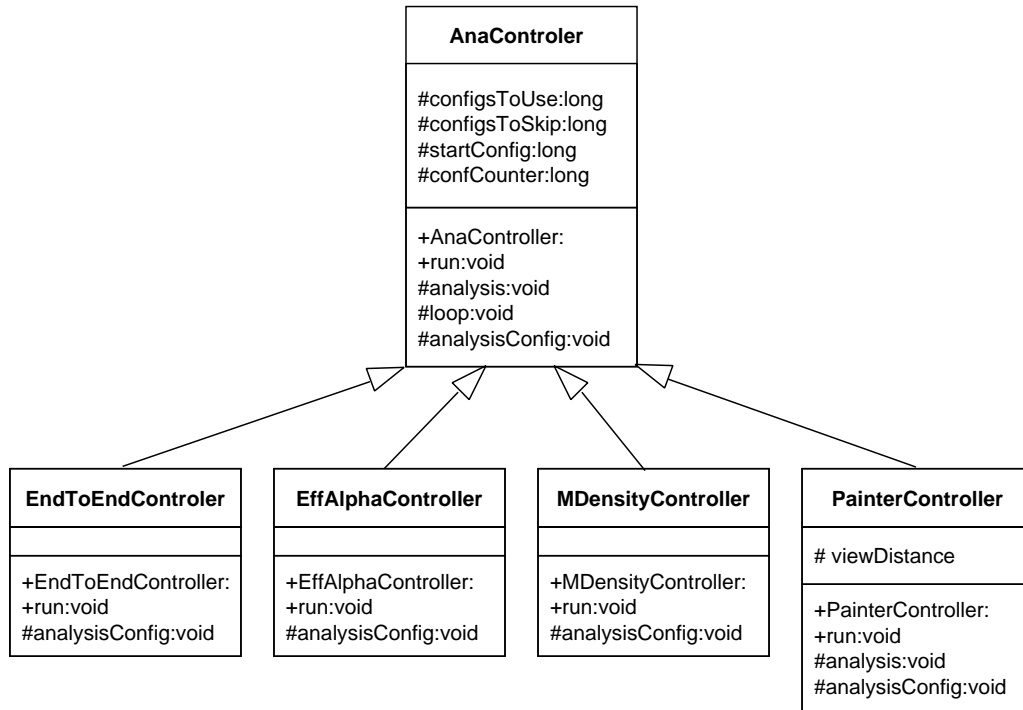 AnaControler
#configsToUse:long
#configsToSkip:long
#startConfig:long
#confCounter:long
+AnaController:
+run:void
#analysis:void
#loop:void
#analysisConfig:void
EndToEndControler
+EndToEndController:
+run:void
#analysisConfig:void
EffAlphaController
+EffAlphaController:
+run:void
#analysisConfig:void
MDensityController
+MDensityController:
+run:void
#analysisConfig:void
PainterController
# viewDistance
+PainterController:
+run:void
#analysis:void
#analysisConfig:void